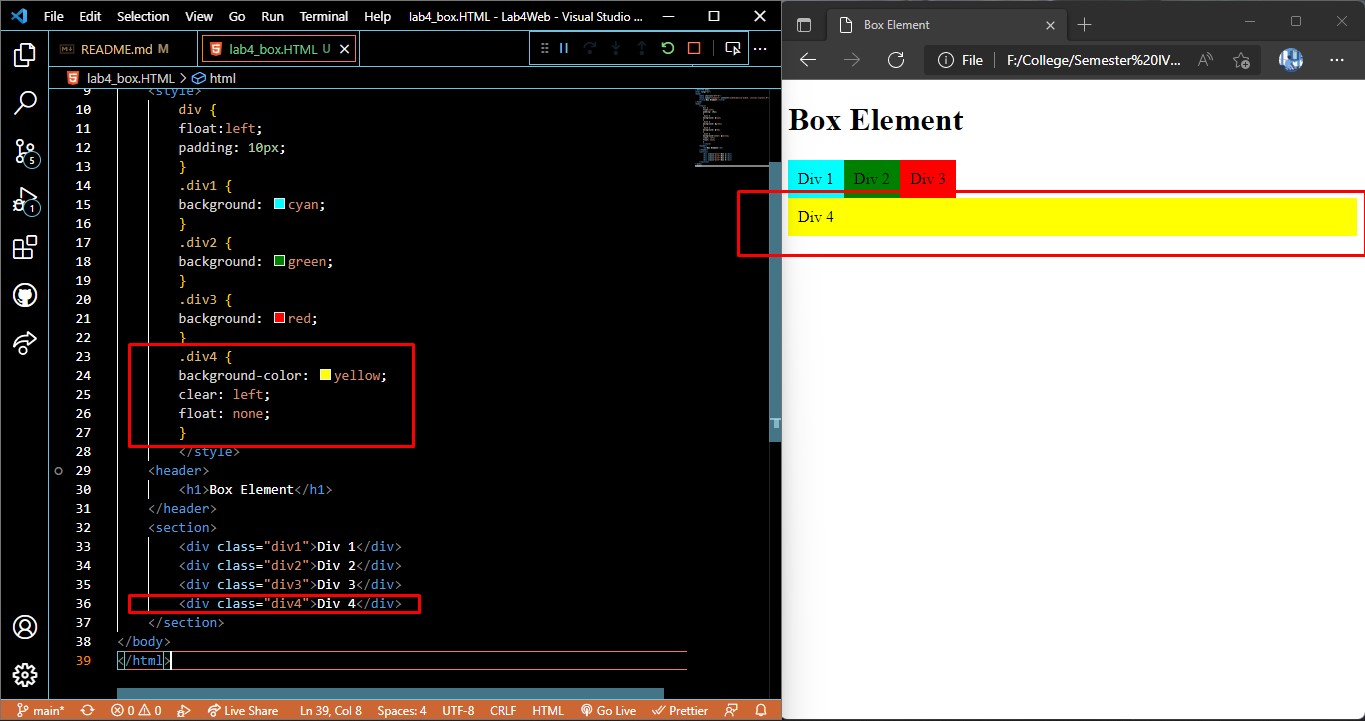 File Edit Selection View Go Run Terminal Help lab4_box.HTML - Lab4Web - Visual Studio ...
README.md M lab4_box.HTML U
lab4_box.HTML > html
9 <style>
10 div {
11 float:left;
12 padding: 10px;
13 }
14 .div1 {
15 background: cyan;
16 }
17 .div2 {
18 background: green;
19 }
20 .div3 {
21 background: red;
22 }
23 .div4 {
24 background-color: yellow;
25 clear: left;
26 float: none;
27 }
28 </style>
29 <header>
30 <h1>Box Element</h1>
31 </header>
32 <section>
33 <div class="div1">Div 1</div>
34 <div class="div2">Div 2</div>
35 <div class="div3">Div 3</div>
36 <div class="div4">Div 4</div>
37 </section>
38 </body>
39 </html>
5
1
main* 0 0 Live Share Ln 39, Col 8 Spaces: 4 UTF-8 CRLF HTML Go Live Prettier
Box Element
File F:/College/Semester%20IV...
Box Element
Div 1 Div 2 Div 3
Div 4